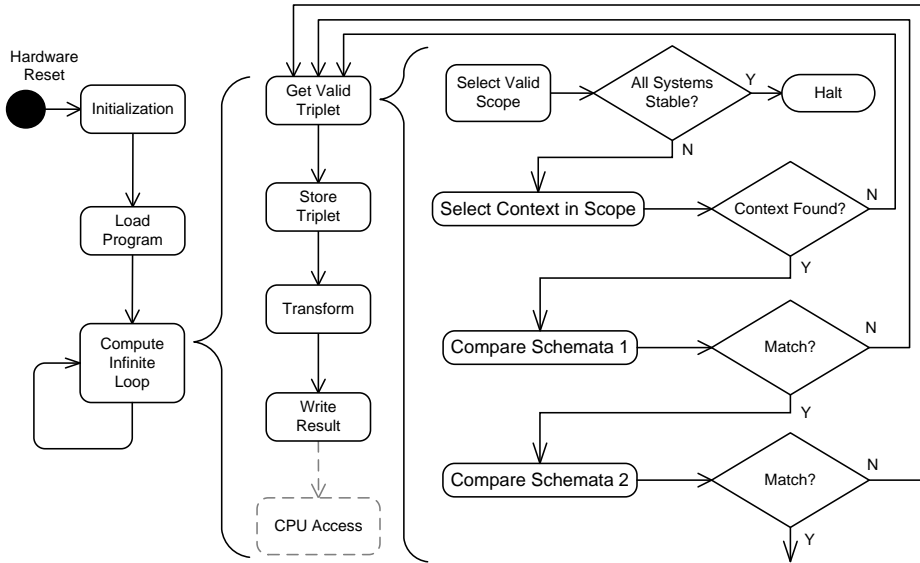 Hardware
Reset
Initialization
Load
Program
Compute
Infinite
Loop
Get Valid
Triplet
Store
Triplet
Transform
Write
Result
CPU Access
Select Valid
Scope
All Systems
Stable?
Y
Halt
N
Select Context in Scope
Context Found?
N
Y
Compare Schemata 1
Match?
N
Y
Compare Schemata 2
Match?
N
Y